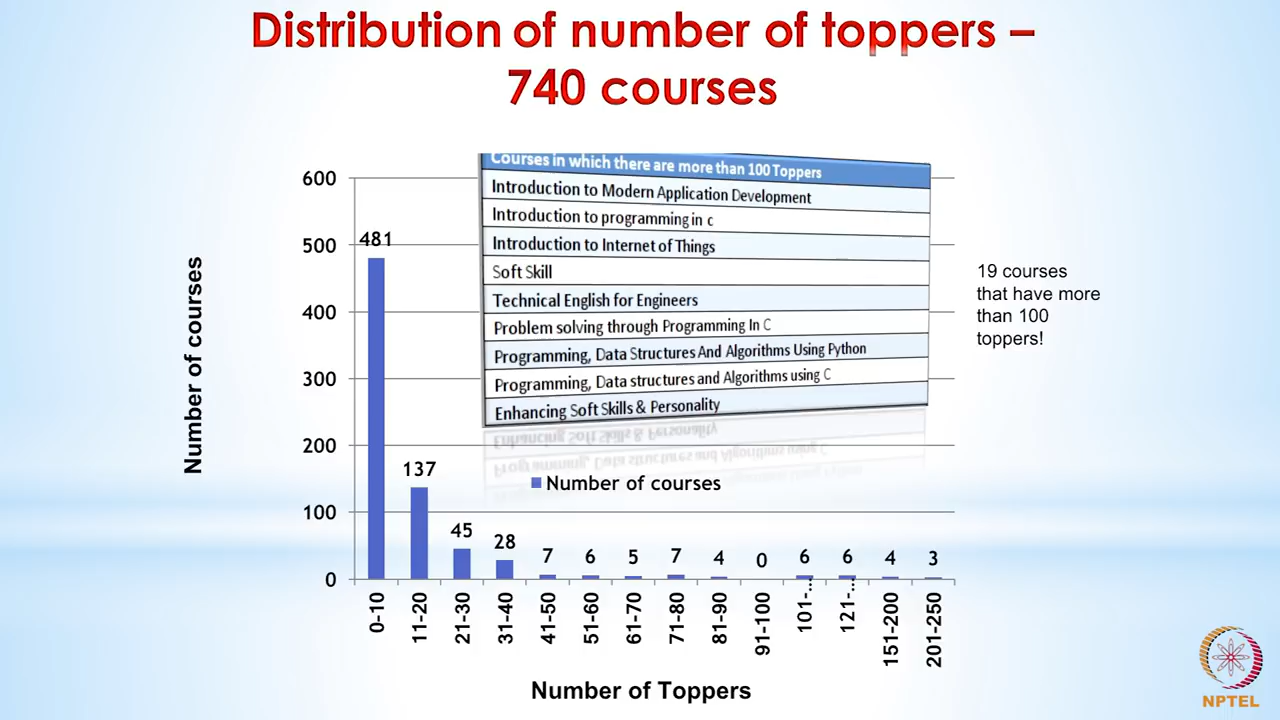 Distribution of number of toppers –
740 courses
Courses in which there are more than 100 Toppers
Introduction to Modern Application Development
Introduction to programming in c
Introduction to Internet of Things
Soft Skill
Technical English for Engineers
Problem solving through Programming In C
Programming, Data Structures And Algorithms Using Python
Programming, Data structures and Algorithms using C
Enhancing Soft Skills & Personality
19 courses
that have more
than 100
toppers!
Number of courses
600
500
400
300
200
100
0
481
137
45
28
7
6
5
7
4
0
6
6
4
3
Number of courses
0-10
11-20
21-30
31-40
41-50
51-60
61-70
71-80
81-90
91-100
101-...
121-...
151-200
201-250
Number of Toppers
NPTEL